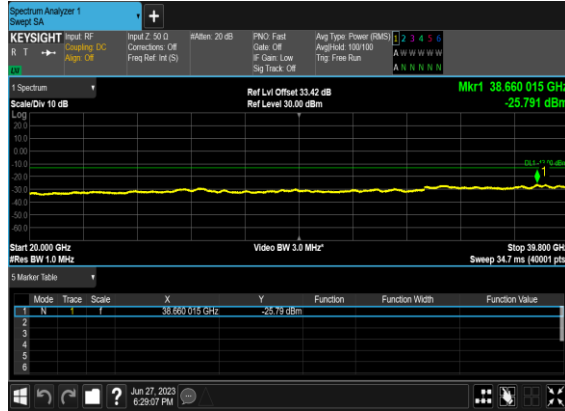 Spectrum Analyzer 1
Swept SA
+
KEYSIGHT Input: RF Input Z: 50 Ω #Atten: 20 dB PNO: Fast Avg Type: Power (RMS) 1 2 3 4 5 6
R T Coupling: DC Corrections: Off Gate: Off Avg|Hold: 100/100 A W W W W W
Align: Off Freq Ref: Int (S) IF Gain: Low Trig: Free Run
Sig Track: Off A N N N N N
LV
1 Spectrum Ref Lvl Offset 33.42 dB Mkr1 38.660 015 GHz
Scale/Div 10 dB Ref Level 30.00 dBm -25.791 dBm
Log
20.0
10.0
0.00
-10.0 DL1 -13.00 dBm
-20.0 1
-30.0
-40.0
-50.0
-60.0
Start 20.000 GHz Video BW 3.0 MHz* Stop 39.800 GHz
#Res BW 1.0 MHz Sweep 34.7 ms (40001 pts
5 Marker Table
Mode Trace Scale X Y Function Function Width Function Value
1 N 1 f 38.660 015 GHz -25.79 dBm
2
3
4
5
6
? Jun 27, 2023
6:29:07 PM